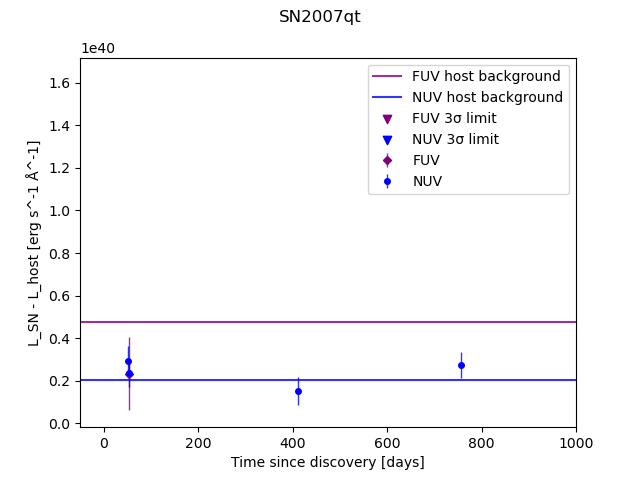 SN2007qt
1e40
FUV host background
NUV host background
FUV 3σ limit
NUV 3σ limit
FUV
NUV
L_SN - L_host [erg s^-1 Å^-1]
1.6
1.4
1.2
1.0
0.8
0.6
0.4
0.2
0.0
0 200 400 600 800 1000
Time since discovery [days]